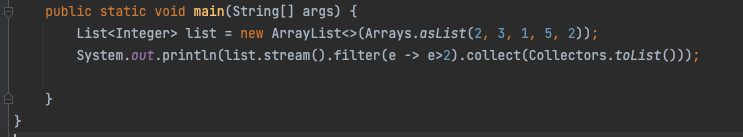 public static void main(String[] args) {
List<Integer> list = new ArrayList<>(Arrays.asList(2, 3, 1, 5, 2));
System.out.println(list.stream().filter(e -> e>2).collect(Collectors.toList()));
}
}